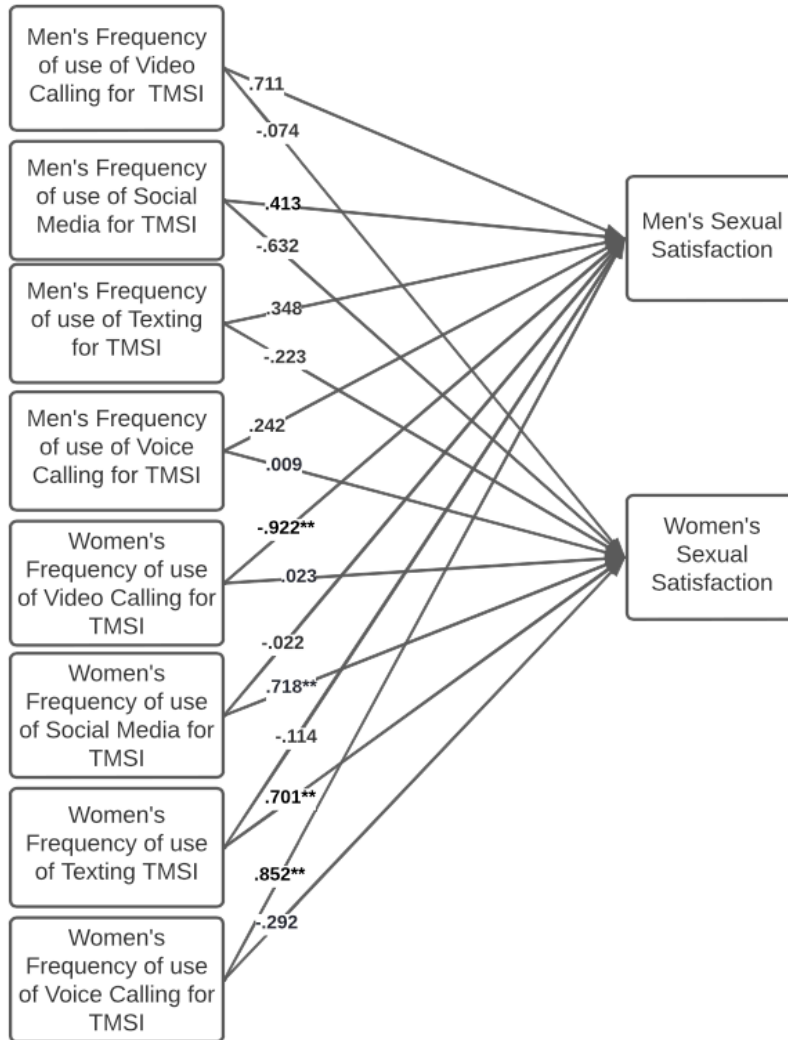 Men's Frequency
of use of Video
Calling for TMSI
.711
-.074
Men's Frequency
of use of Social
Media for TMSI
.413
-.632
Men's Sexual
Satisfaction
Men's Frequency
of use of Texting
for TMSI
.348
-.223
Men's Frequency
of use of Voice
Calling for TMSI
.242
.009
Women's
Frequency of use
of Video Calling for
TMSI
-.922**
.023
Women's
Sexual
Satisfaction
Women's
Frequency of use
of Social Media for
TMSI
-.022
.718**
Women's
Frequency of use
of Texting TMSI
-.114
.701**
Women's
Frequency of use
of Voice Calling for
TMSI
.852**
-.292